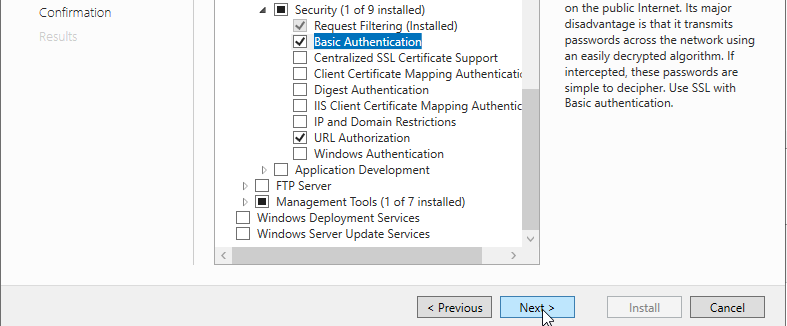 Confirmation
Results
Security (1 of 9 installed)
Request Filtering (Installed)
Basic Authentication
Centralized SSL Certificate Support
Client Certificate Mapping Authenticatic
Digest Authentication
IIS Client Certificate Mapping Authentic
IP and Domain Restrictions
URL Authorization
Windows Authentication
Application Development
FTP Server
Management Tools (1 of 7 installed)
Windows Deployment Services
Windows Server Update Services
on the public Internet. Its major
disadvantage is that it transmits
passwords across the network using
an easily decrypted algorithm. If
intercepted, these passwords are
simple to decipher. Use SSL with
Basic authentication.
< Previous
Next >
Install
Cancel